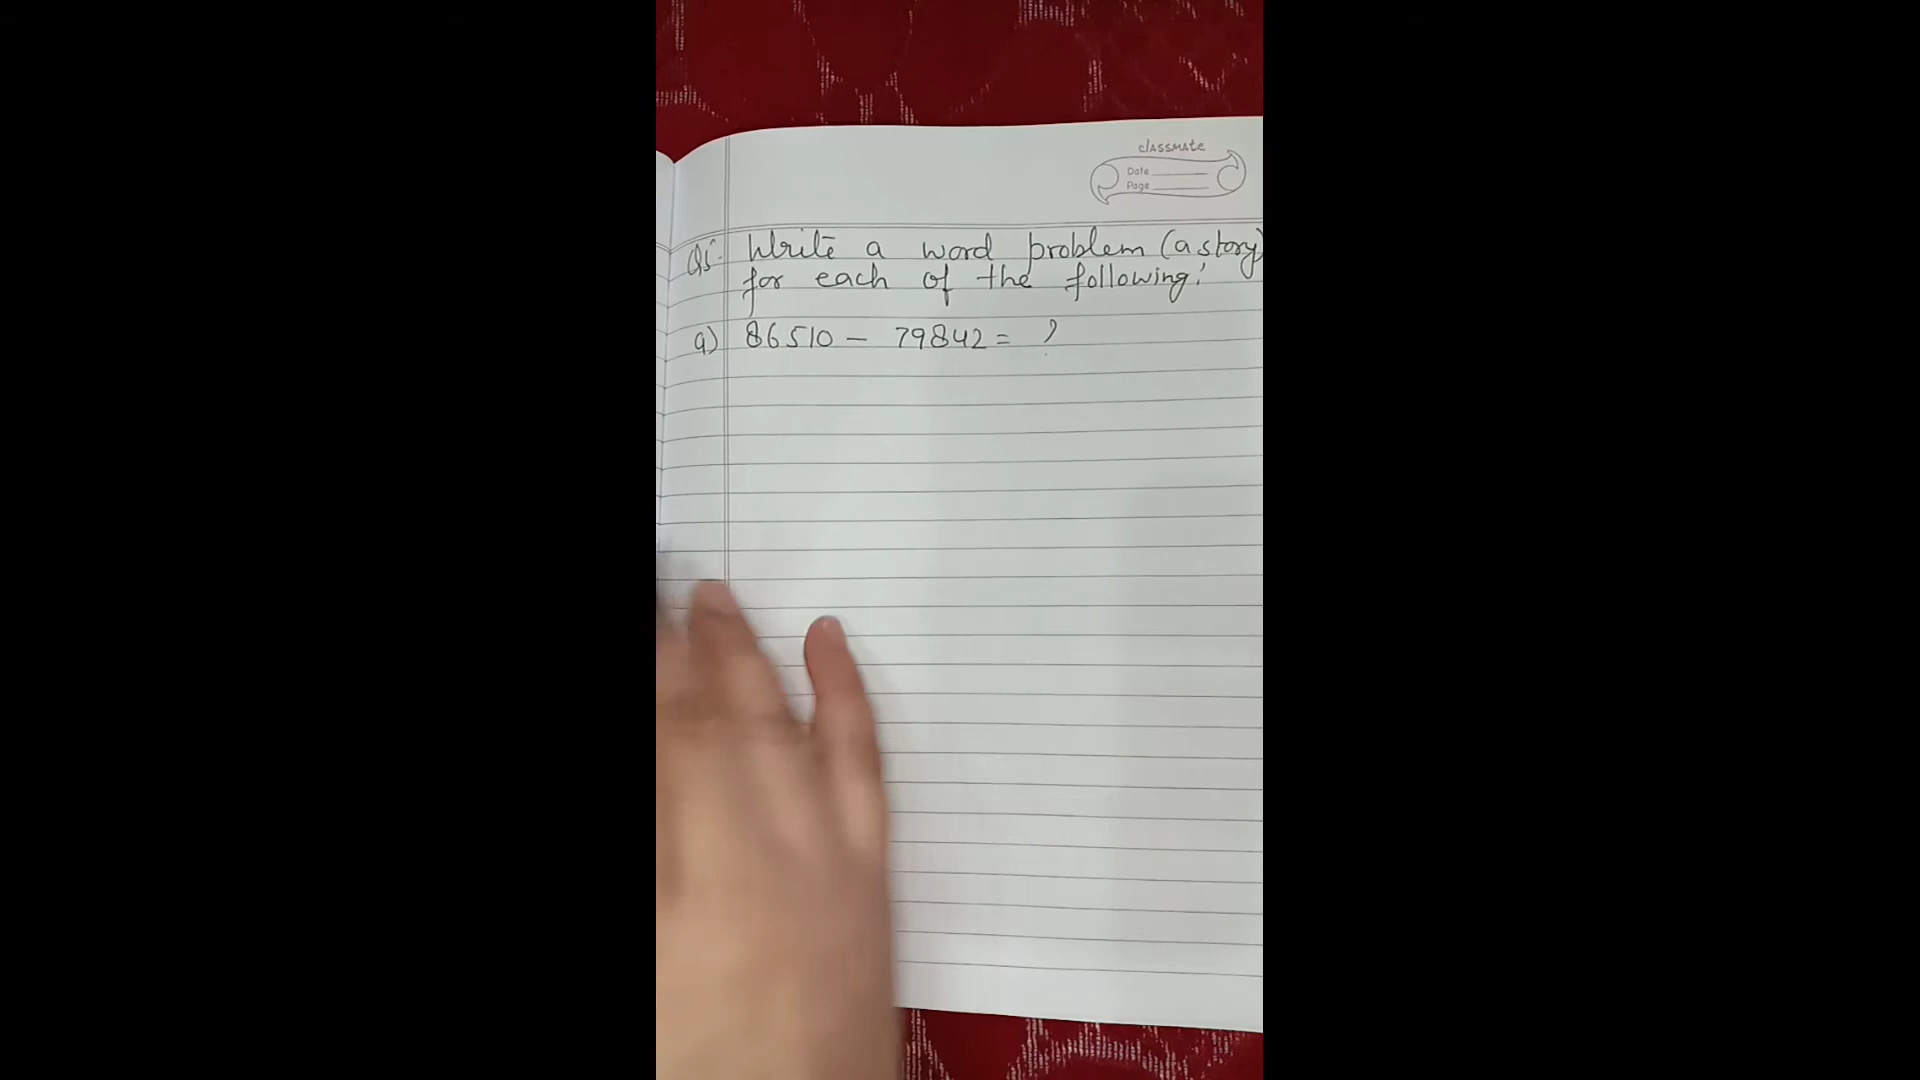 classmate
Date
Page
Q5. Write a word problem (a story)
for each of the following:
a) 86510 - 79842 = ?